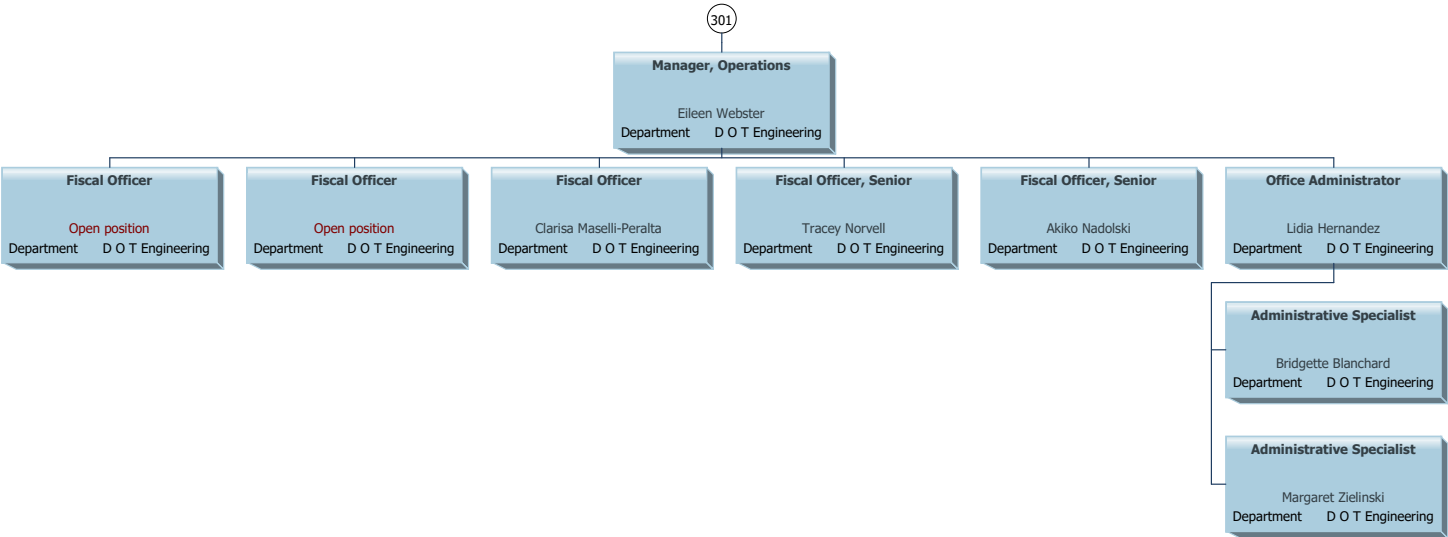 301
Manager, Operations
Eileen Webster
Department D O T Engineering
Fiscal Officer
Open position
Department D O T Engineering
Fiscal Officer
Open position
Department D O T Engineering
Fiscal Officer
Clarisa Maselli-Peralta
Department D O T Engineering
Fiscal Officer, Senior
Tracey Norvell
Department D O T Engineering
Fiscal Officer, Senior
Akiko Nadolski
Department D O T Engineering
Office Administrator
Lidia Hernandez
Department D O T Engineering
Administrative Specialist
Bridgette Blanchard
Department D O T Engineering
Administrative Specialist
Margaret Zielinski
Department D O T Engineering